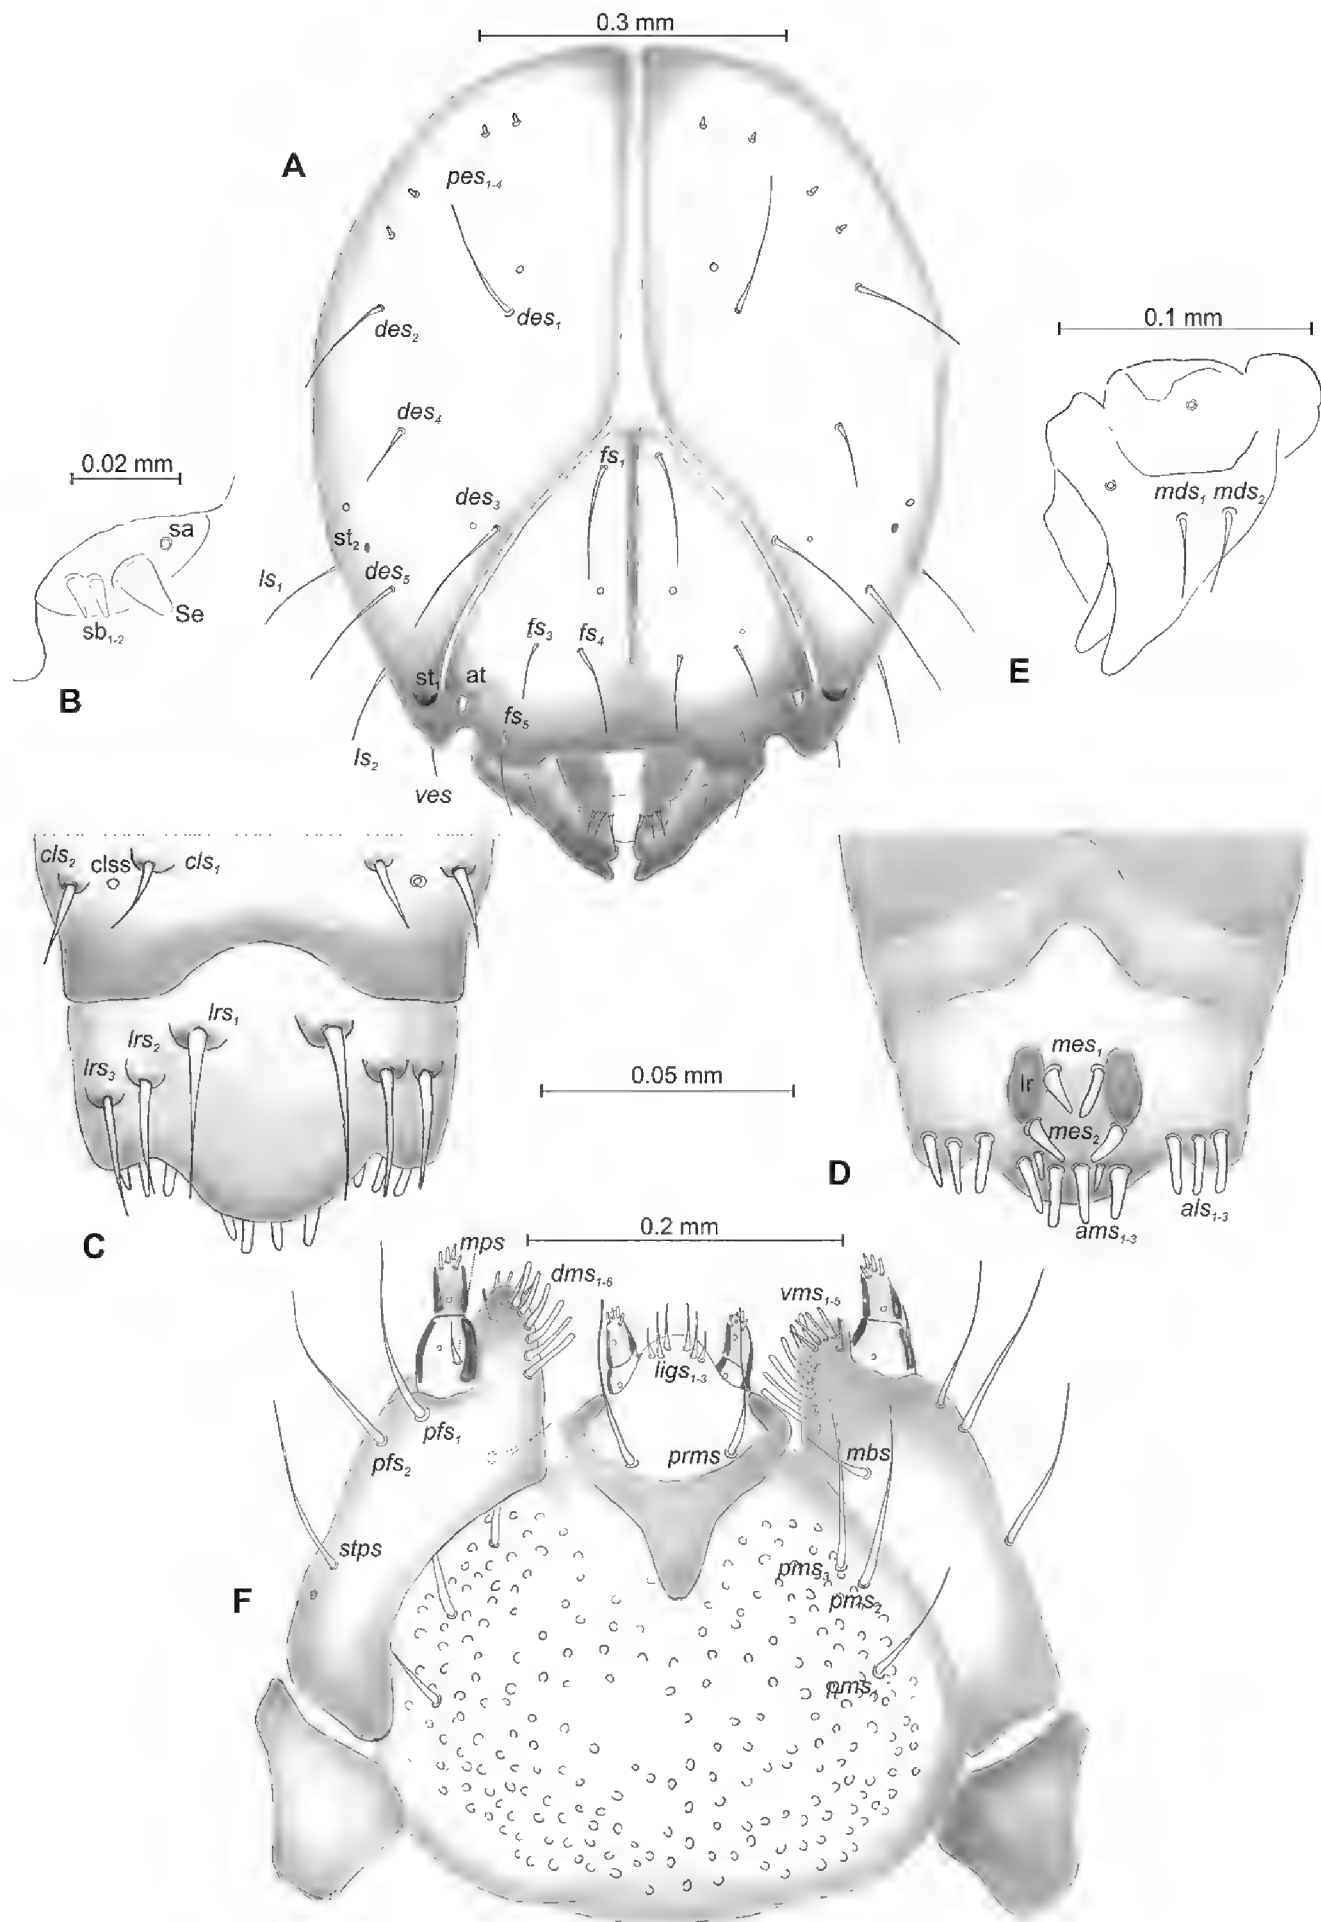 0.3 mm
A
pes₁₋₄
des₁
des₂
0.1 mm
des₄
fs₁
0.02 mm
des₃
mds₁ mds₂
sa
st₂
ls₁
des₅
Se
sb₁₋₂
fs₃ fs₄
E
st₁ at
B
fs₅
ls₂
ves
cls₂ clss cls₁
lrs₁
lrs₂
mes₁
lrs₃
0.05 mm
lr
mes₂
D
als₁₋₃
ams₁₋₃
C
0.2 mm
mps
dms₁₋₆
vms₁₋₅
ligs₁₋₃
pfs₁
prms
mbs
pfs₂
stps
pms₃
F
pms₂
pms₁